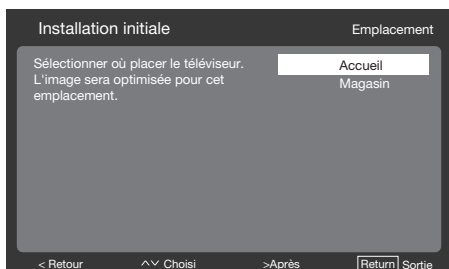 Installation initiale
Emplacement
Sélectionner où placer le téléviseur.
L'image sera optimisée pour cet
emplacement.
Accueil
Magasin
< Retour
^˅ Choisi
>Après
Return Sortie